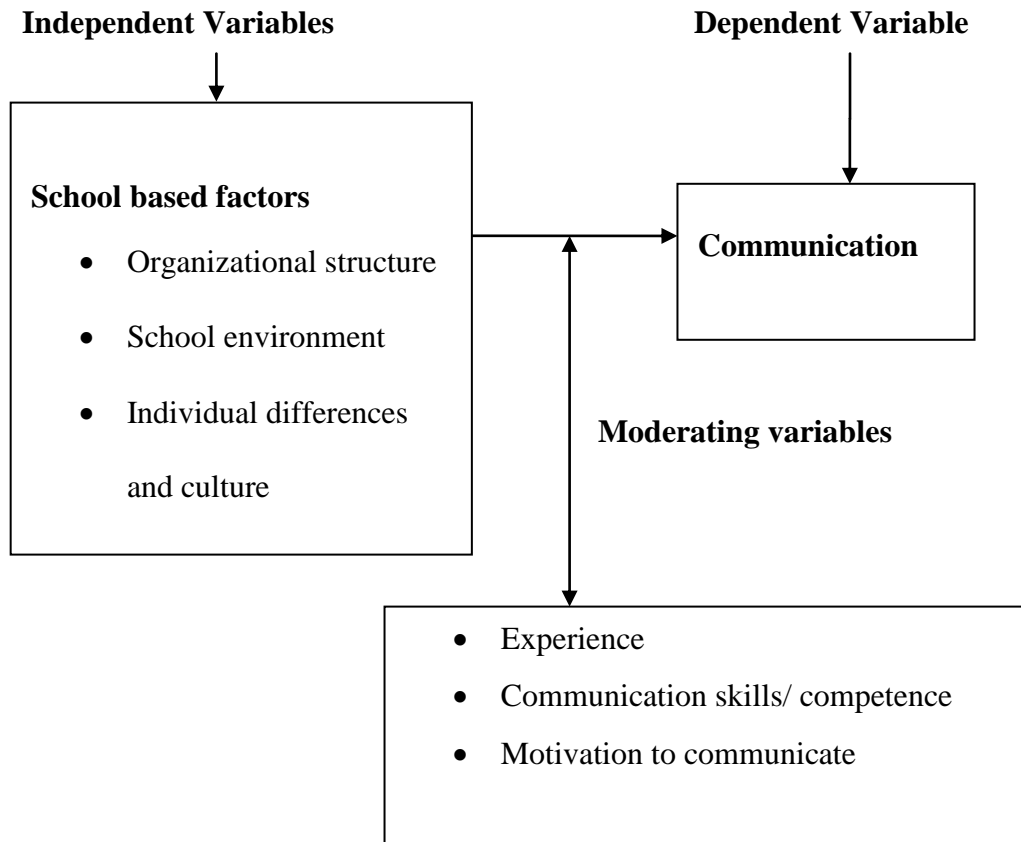 Independent Variables
Dependent Variable
School based factors
• Organizational structure
• School environment
• Individual differences
and culture
Communication
Moderating variables
• Experience
• Communication skills/ competence
• Motivation to communicate